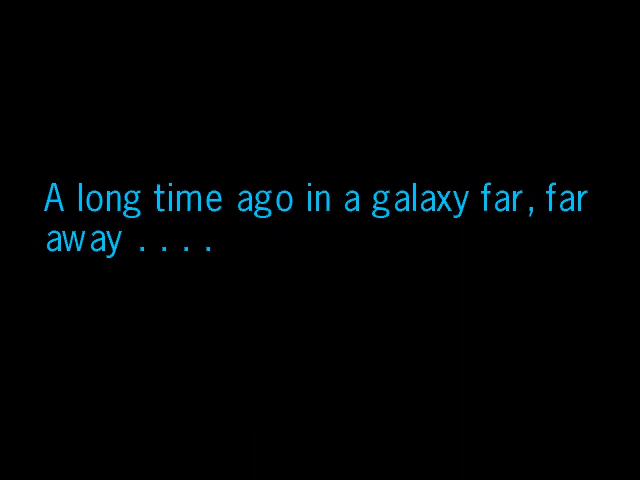 A long time ago in a galaxy far, far
away . . . .